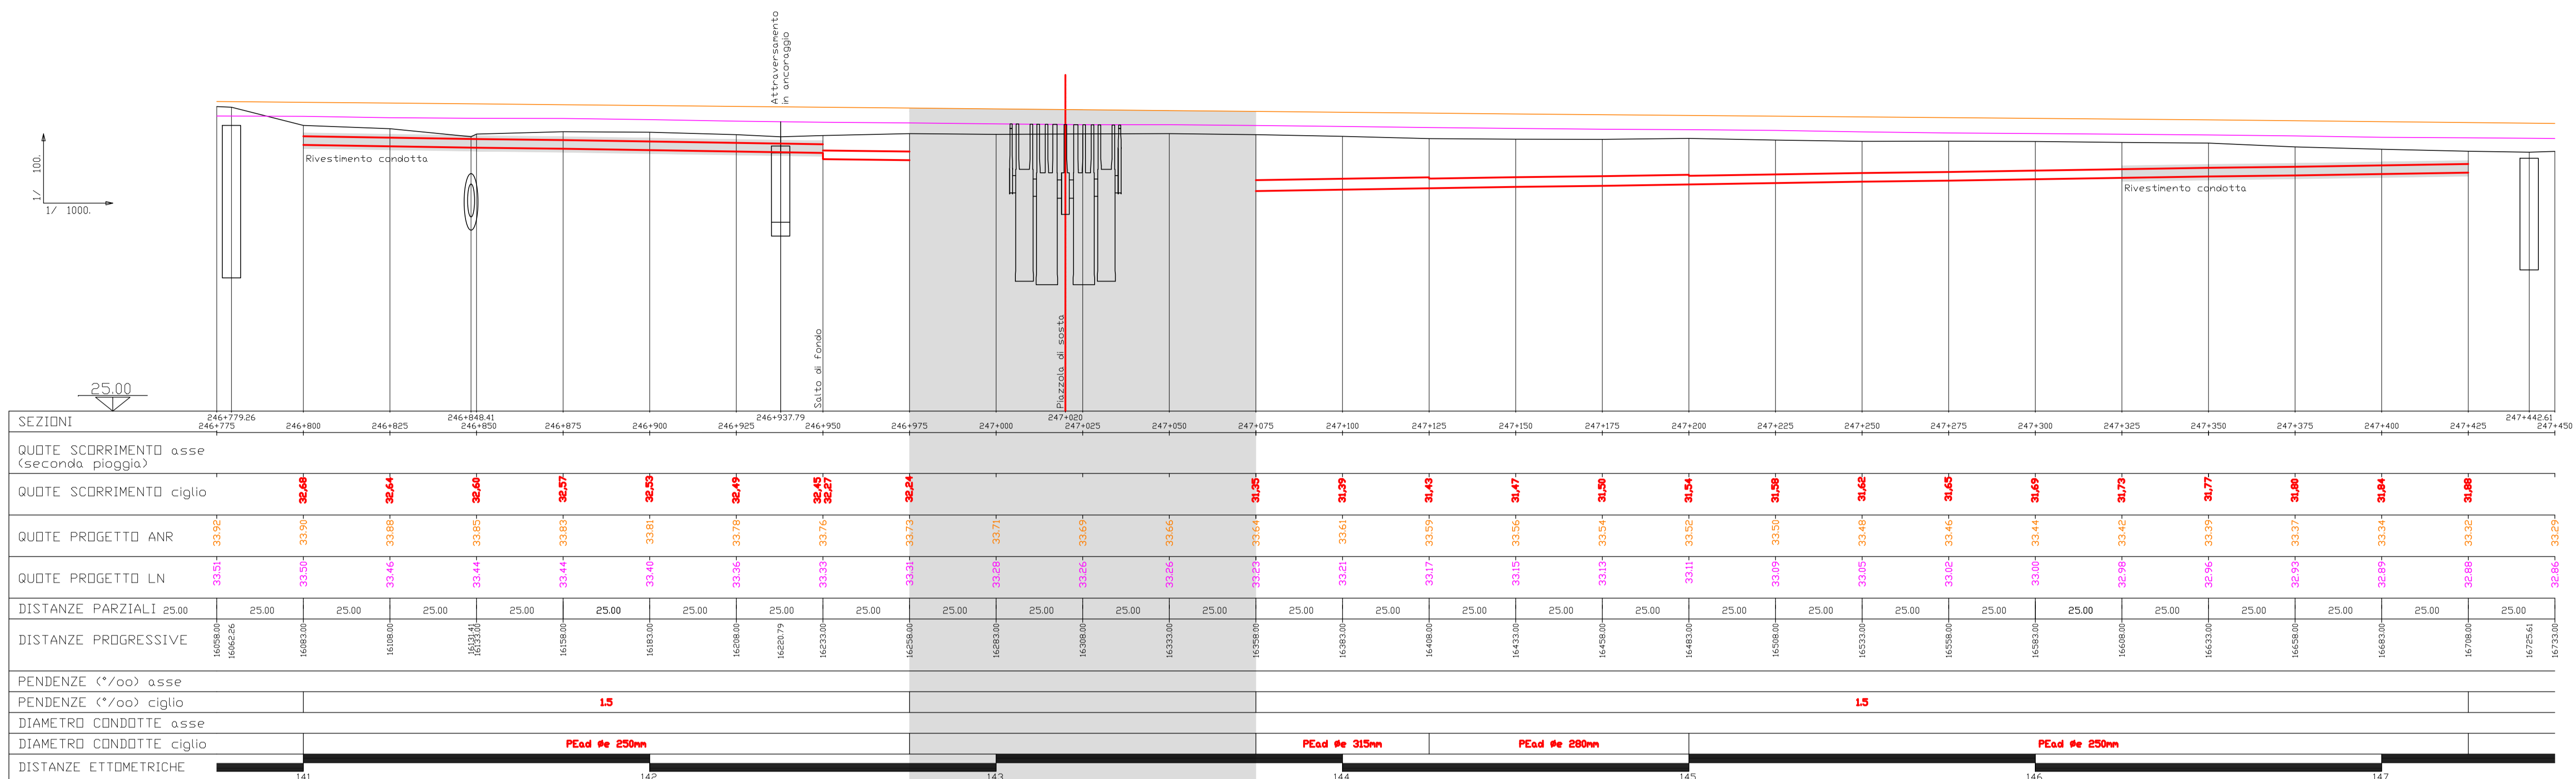 Attraversamento
in ancoraggio
1/ 100.
1/ 1000.
Rivestimento condotta
Rivestimento condotta
Salto di fondo
Piazzola di sosta
25.00
SEZIONI
246+779.26 246+848.41 246+937.79 247+020 247+442.61
246+775 246+800 246+825 246+850 246+875 246+900 246+925 246+950 246+975 247+000 247+025 247+050 247+075 247+100 247+125 247+150 247+175 247+200 247+225 247+250 247+275 247+300 247+325 247+350 247+375 247+400 247+425 247+450
QUOTE SCORRIMENTO asse
(seconda pioggia)
QUOTE SCORRIMENTO ciglio 32,68 32,64 32,60 32,57 32,53 32,49 32,45 32,27 32,24 31,35 31,39 31,43 31,47 31,50 31,54 31,58 31,62 31,65 31,69 31,73 31,77 31,80 31,84 31,88
QUOTE PROGETTO ANR 33.92 33.90 33.88 33.85 33.83 33.81 33.78 33.76 33.73 33.71 33.69 33.66 33.64 33.61 33.59 33.56 33.54 33.52 33.50 33.48 33.46 33.44 33.42 33.39 33.37 33.34 33.32 33.29
QUOTE PROGETTO LN 33.51 33.50 33.46 33.44 33.44 33.40 33.36 33.33 33.31 33.28 33.26 33.26 33.23 33.21 33.17 33.15 33.13 33.11 33.09 33.05 33.02 33.00 32.98 32.96 32.93 32.89 32.88 32.86
DISTANZE PARZIALI 25.00 25.00 25.00 25.00 25.00 25.00 25.00 25.00 25.00 25.00 25.00 25.00 25.00 25.00 25.00 25.00 25.00 25.00 25.00 25.00 25.00 25.00 25.00 25.00 25.00 25.00 25.00 25.00
DISTANZE PROGRESSIVE 16058.00 16062.26 16083.00 16108.00 16131.41 16133.00 16158.00 16183.00 16208.00 16220.79 16233.00 16258.00 16283.00 16308.00 16333.00 16358.00 16383.00 16408.00 16433.00 16458.00 16483.00 16508.00 16533.00 16558.00 16583.00 16608.00 16633.00 16658.00 16683.00 16708.00 16725.61 16733.00
PENDENZE (°/oo) asse
PENDENZE (°/oo) ciglio 1.5 1.5
DIAMETRO CONDOTTE asse
DIAMETRO CONDOTTE ciglio PEad Øe 250mm PEad Øe 315mm PEad Øe 280mm PEad Øe 250mm
DISTANZE ETTOMETRICHE
141 142 143 144 145 146 147